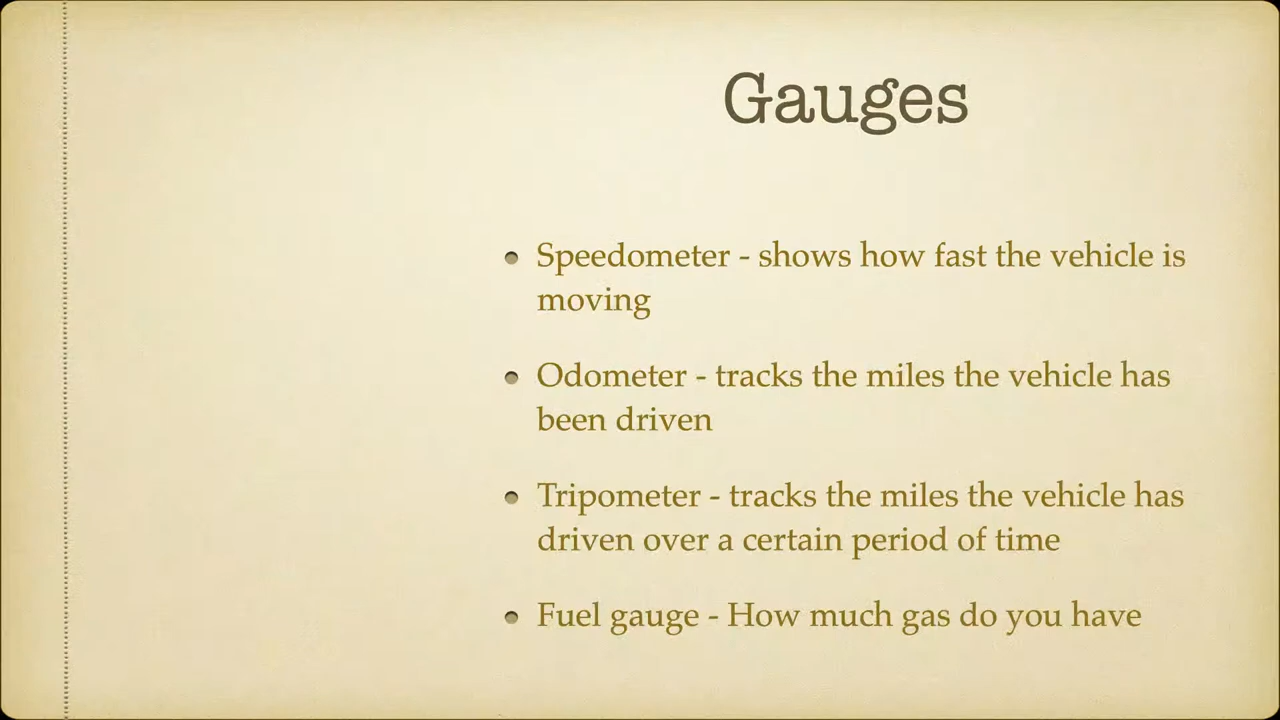 Gauges
• Speedometer - shows how fast the vehicle is
moving
• Odometer - tracks the miles the vehicle has
been driven
• Tripometer - tracks the miles the vehicle has
driven over a certain period of time
• Fuel gauge - How much gas do you have